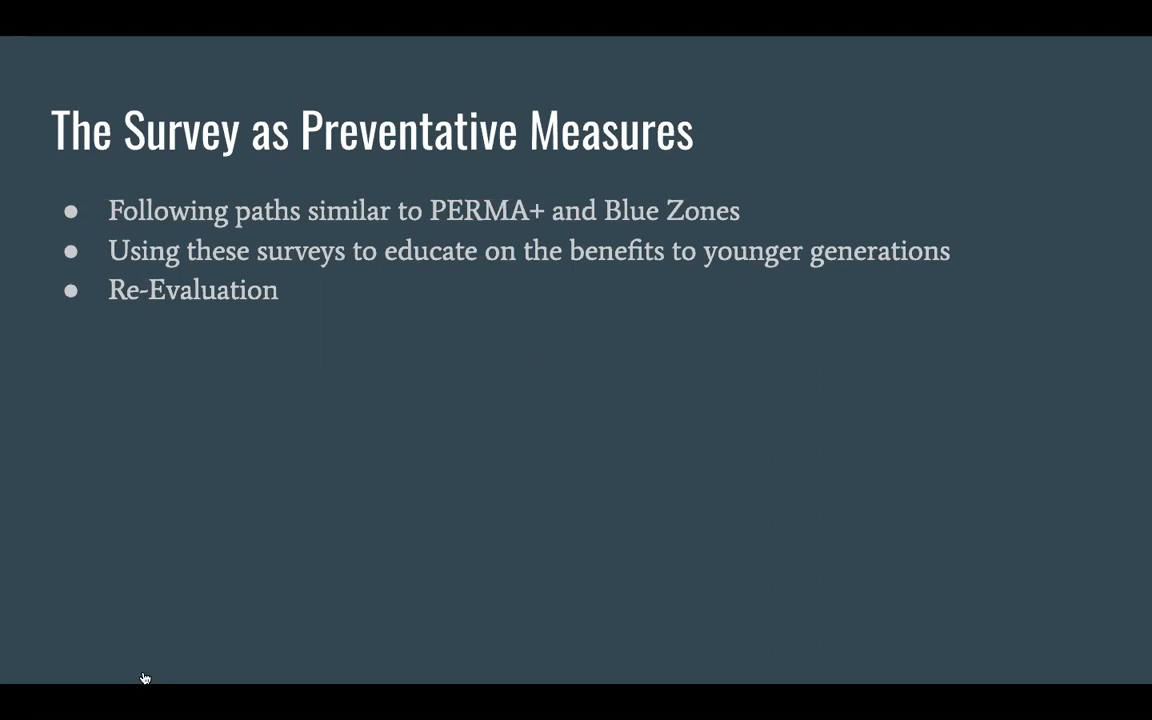 The Survey as Preventative Measures
● Following paths similar to PERMA+ and Blue Zones
● Using these surveys to educate on the benefits to younger generations
● Re-Evaluation